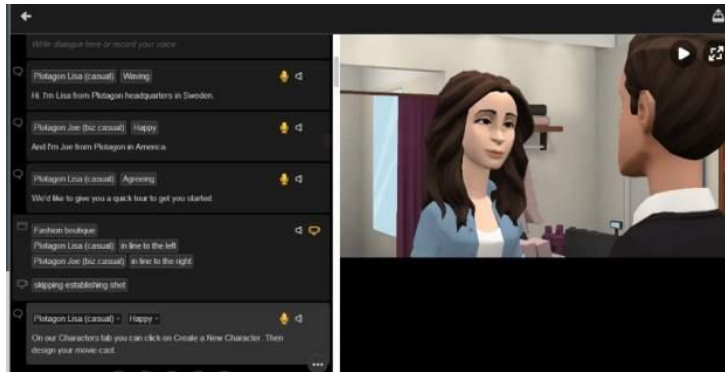 Write dialogue here or record your voice
Plotagon Lisa (casual) Waving
Hi. I'm Lisa from Plotagon headquarters in Sweden.
Plotagon Joe (biz casual) Happy
And I'm Joe from Plotagon in America.
Plotagon Lisa (casual) Agreeing
We'd like to give you a quick tour to get you started.
Fashion boutique
Plotagon Lisa (casual) in line to the left
Plotagon Joe (biz casual) in line to the right
skipping establishing shot
Plotagon Lisa (casual) Happy
On our Characters tab you can click on Create a New Character. Then
design your movie cast.